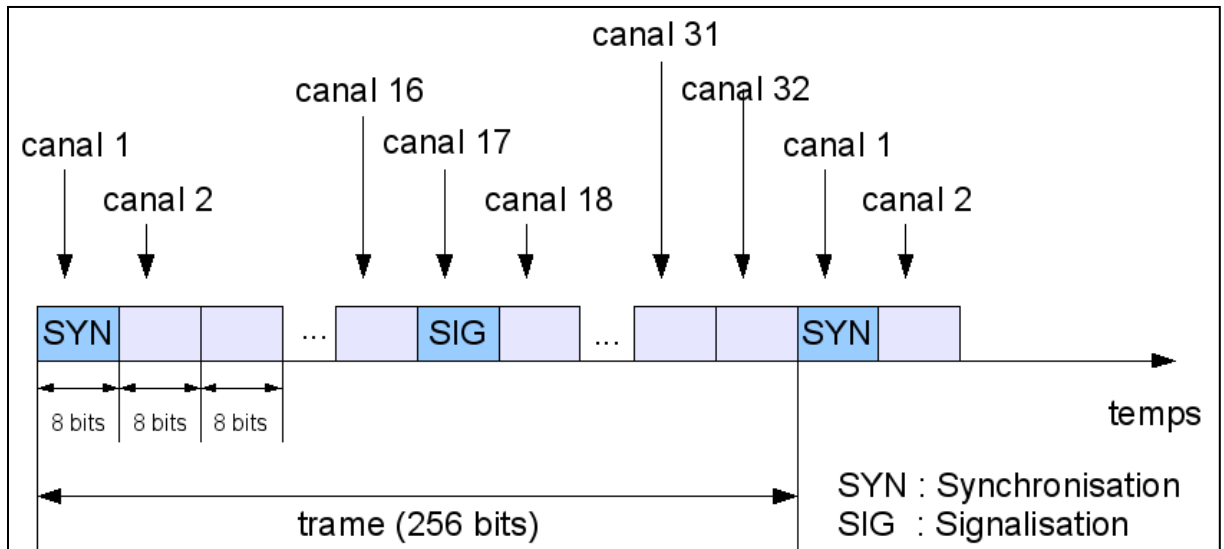 canal 31
canal 16
canal 32
canal 1
canal 17
canal 1
canal 2
canal 18
canal 2
SYN
...
SIG
...
SYN
8 bits
8 bits
8 bits
temps
trame (256 bits)
SYN : Synchronisation
SIG : Signalisation